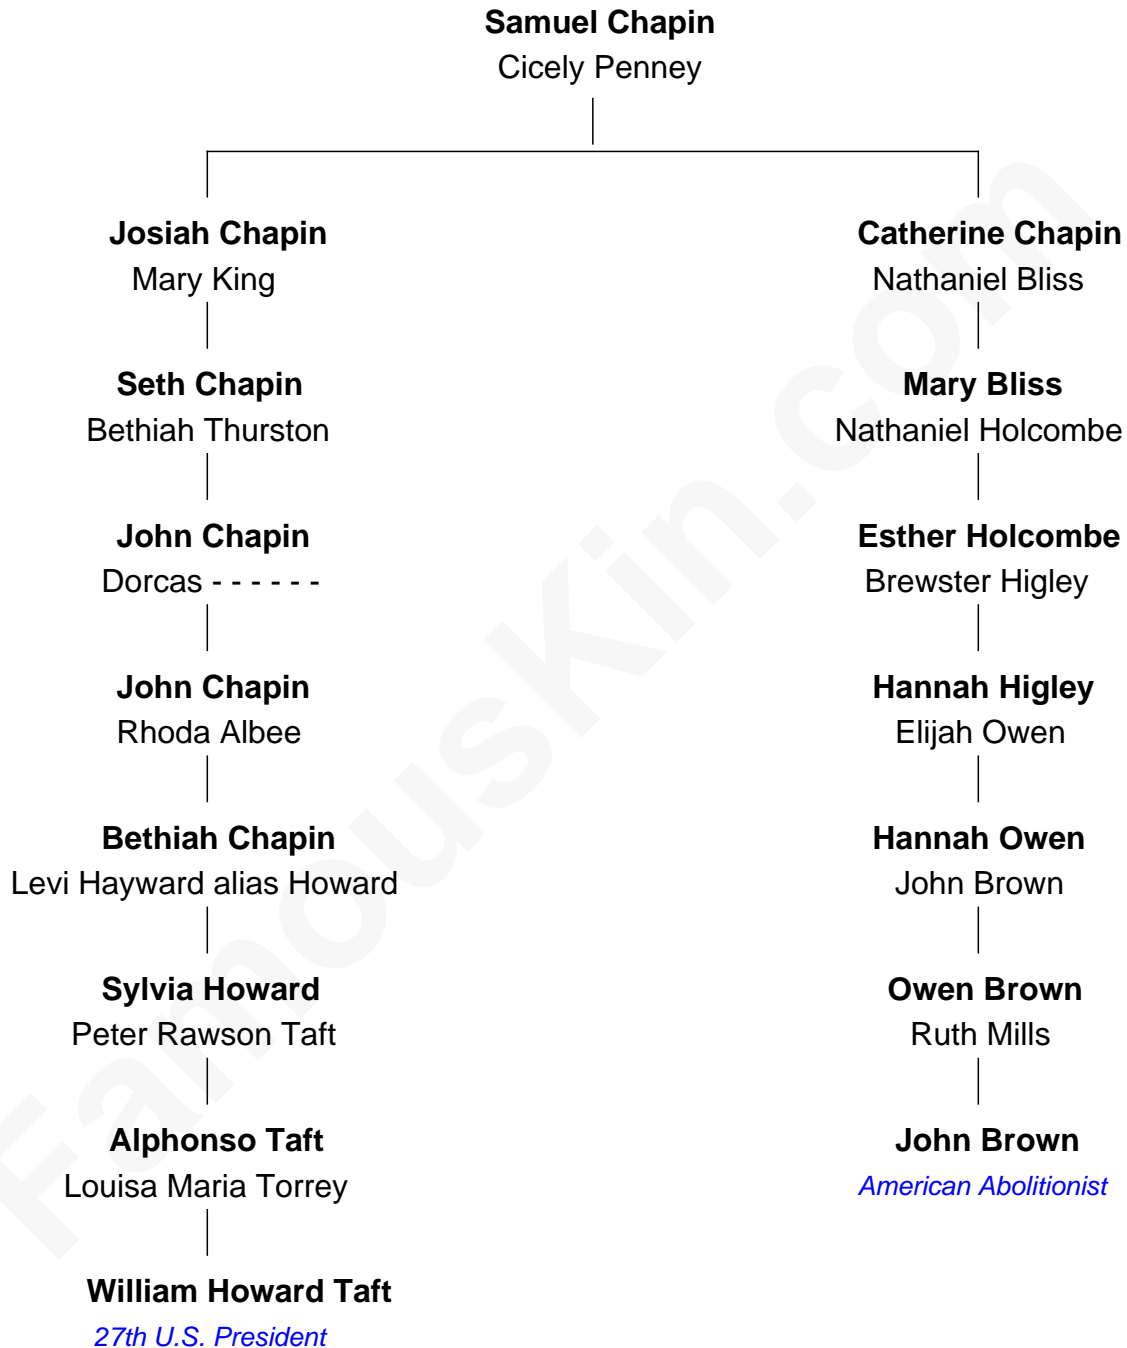 Samuel Chapin
Cicely Penney
Josiah Chapin
Mary King
Catherine Chapin
Nathaniel Bliss
Seth Chapin
Bethiah Thurston
Mary Bliss
Nathaniel Holcombe
John Chapin
Dorcas - - - - - -
Esther Holcombe
Brewster Higley
John Chapin
Rhoda Albee
Hannah Higley
Elijah Owen
Bethiah Chapin
Levi Hayward alias Howard
Hannah Owen
John Brown
Sylvia Howard
Peter Rawson Taft
Owen Brown
Ruth Mills
Alphonso Taft
Louisa Maria Torrey
John Brown
American Abolitionist
William Howard Taft
27th U.S. President
FamousKin.com